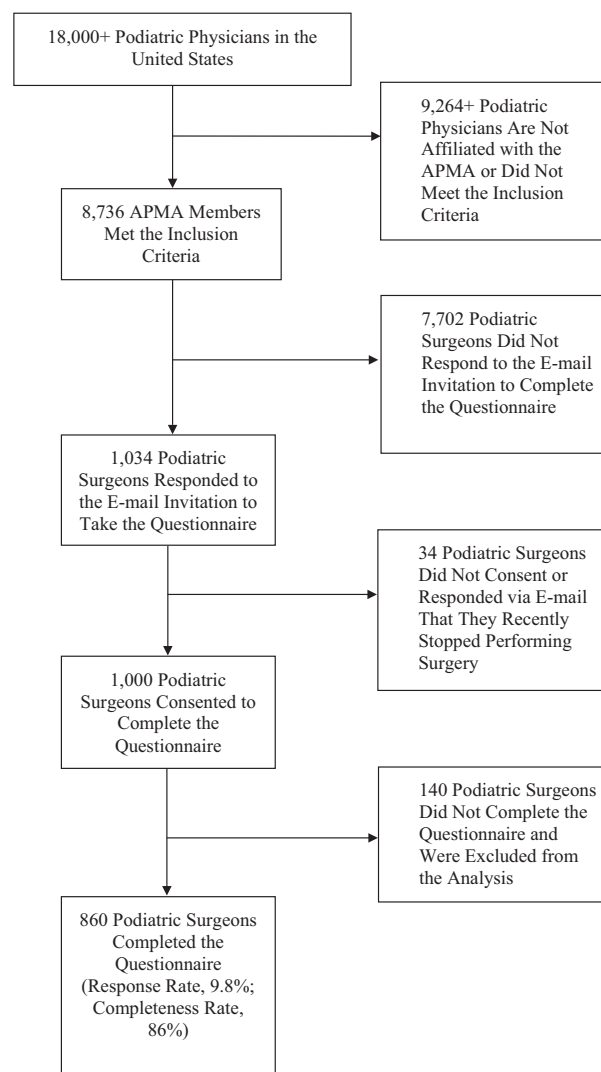 18,000+ Podiatric Physicians in the
United States
9,264+ Podiatric
Physicians Are Not
Affiliated with the
APMA or Did Not
Meet the Inclusion
Criteria
8,736 APMA Members
Met the Inclusion
Criteria
7,702 Podiatric
Surgeons Did Not
Respond to the E-mail
Invitation to Complete
the Questionnaire
1,034 Podiatric
Surgeons Responded to
the E-mail Invitation to
Take the Questionnaire
34 Podiatric Surgeons
Did Not Consent or
Responded via E-mail
That They Recently
Stopped Performing
Surgery
1,000 Podiatric
Surgeons Consented to
Complete the
Questionnaire
140 Podiatric Surgeons
Did Not Complete the
Questionnaire and
Were Excluded from
the Analysis
860 Podiatric Surgeons
Completed the
Questionnaire
(Response Rate, 9.8%;
Completeness Rate,
86%)